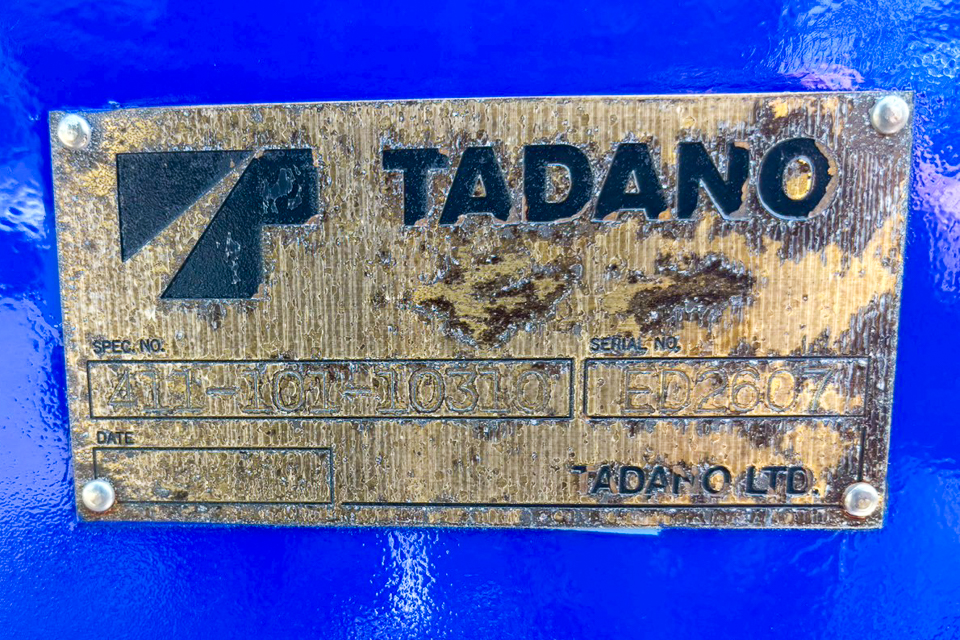 TADANO
SPEC. NO.
411-101-10310
SERIAL NO.
ED2607
DATE
TADANO LTD.